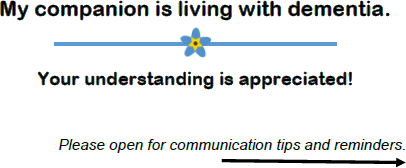 My companion is living with dementia.
Your understanding is appreciated!
Please open for communication tips and reminders.